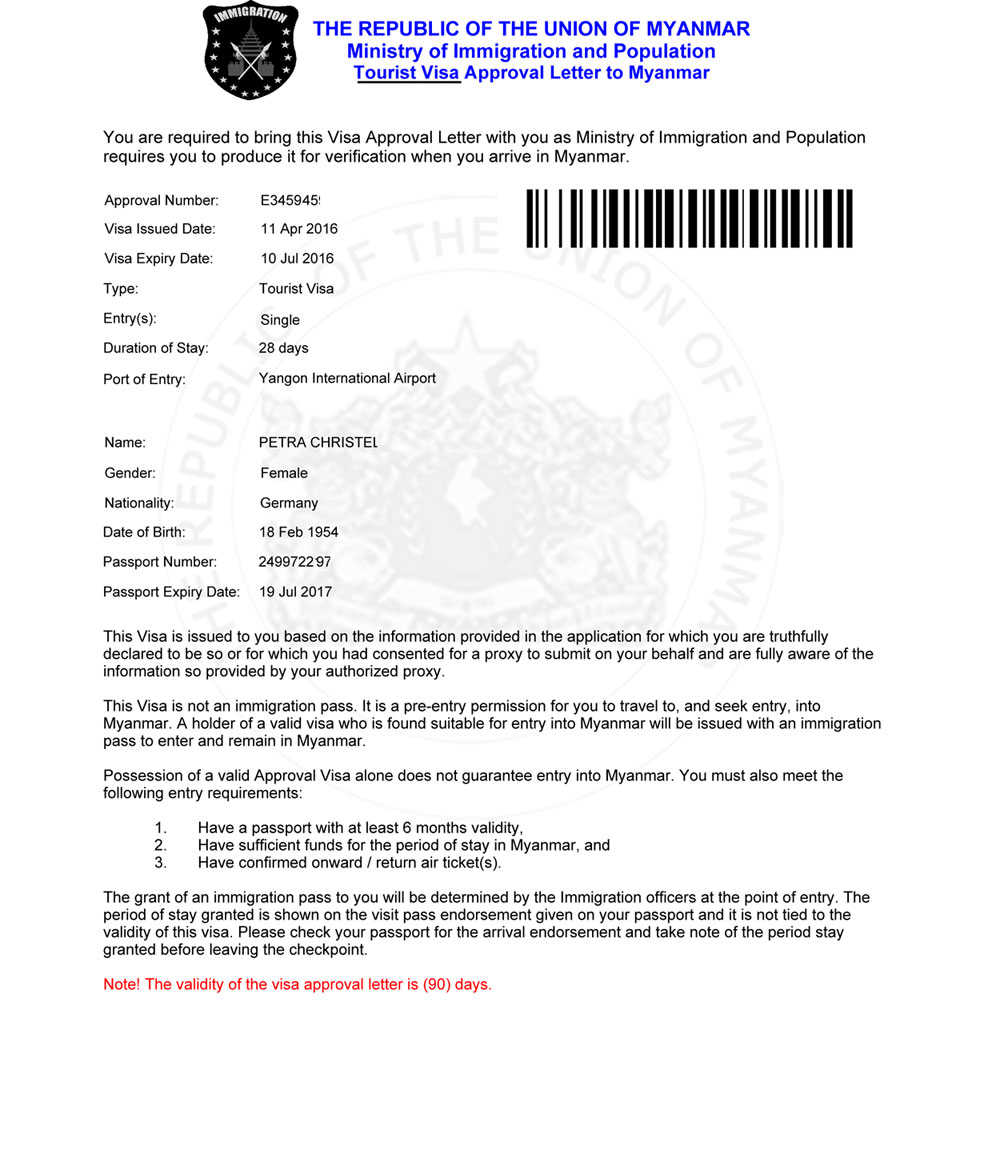 IMMIGRATION
THE REPUBLIC OF THE UNION OF MYANMAR
Ministry of Immigration and Population
Tourist Visa Approval Letter to Myanmar
You are required to bring this Visa Approval Letter with you as Ministry of Immigration and Population
requires you to produce it for verification when you arrive in Myanmar.
Approval Number: E345945
Visa Issued Date: 11 Apr 2016
Visa Expiry Date: 10 Jul 2016
Type: Tourist Visa
Entry(s): Single
Duration of Stay: 28 days
Port of Entry: Yangon International Airport
Name: PETRA CHRISTEL
Gender: Female
Nationality: Germany
Date of Birth: 18 Feb 1954
Passport Number: 249972297
Passport Expiry Date: 19 Jul 2017
THE REPUBLIC OF THE UNION OF MYANMAR
This Visa is issued to you based on the information provided in the application for which you are truthfully
declared to be so or for which you had consented for a proxy to submit on your behalf and are fully aware of the
information so provided by your authorized proxy.
This Visa is not an immigration pass. It is a pre-entry permission for you to travel to, and seek entry, into
Myanmar. A holder of a valid visa who is found suitable for entry into Myanmar will be issued with an immigration
pass to enter and remain in Myanmar.
Possession of a valid Approval Visa alone does not guarantee entry into Myanmar. You must also meet the
following entry requirements:
1. Have a passport with at least 6 months validity,
2. Have sufficient funds for the period of stay in Myanmar, and
3. Have confirmed onward / return air ticket(s).
The grant of an immigration pass to you will be determined by the Immigration officers at the point of entry. The
period of stay granted is shown on the visit pass endorsement given on your passport and it is not tied to the
validity of this visa. Please check your passport for the arrival endorsement and take note of the period stay
granted before leaving the checkpoint.
Note! The validity of the visa approval letter is (90) days.